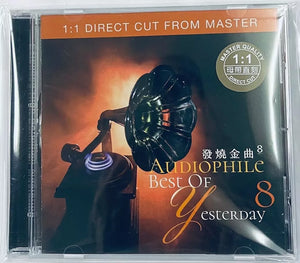 1:1 DIRECT CUT FROM MASTER
MASTER QUALITY
1:1
母帶直刻
DIRECT CUT
發燒金曲8
AUDIOPHILE
BEST OF 8
Yesterday